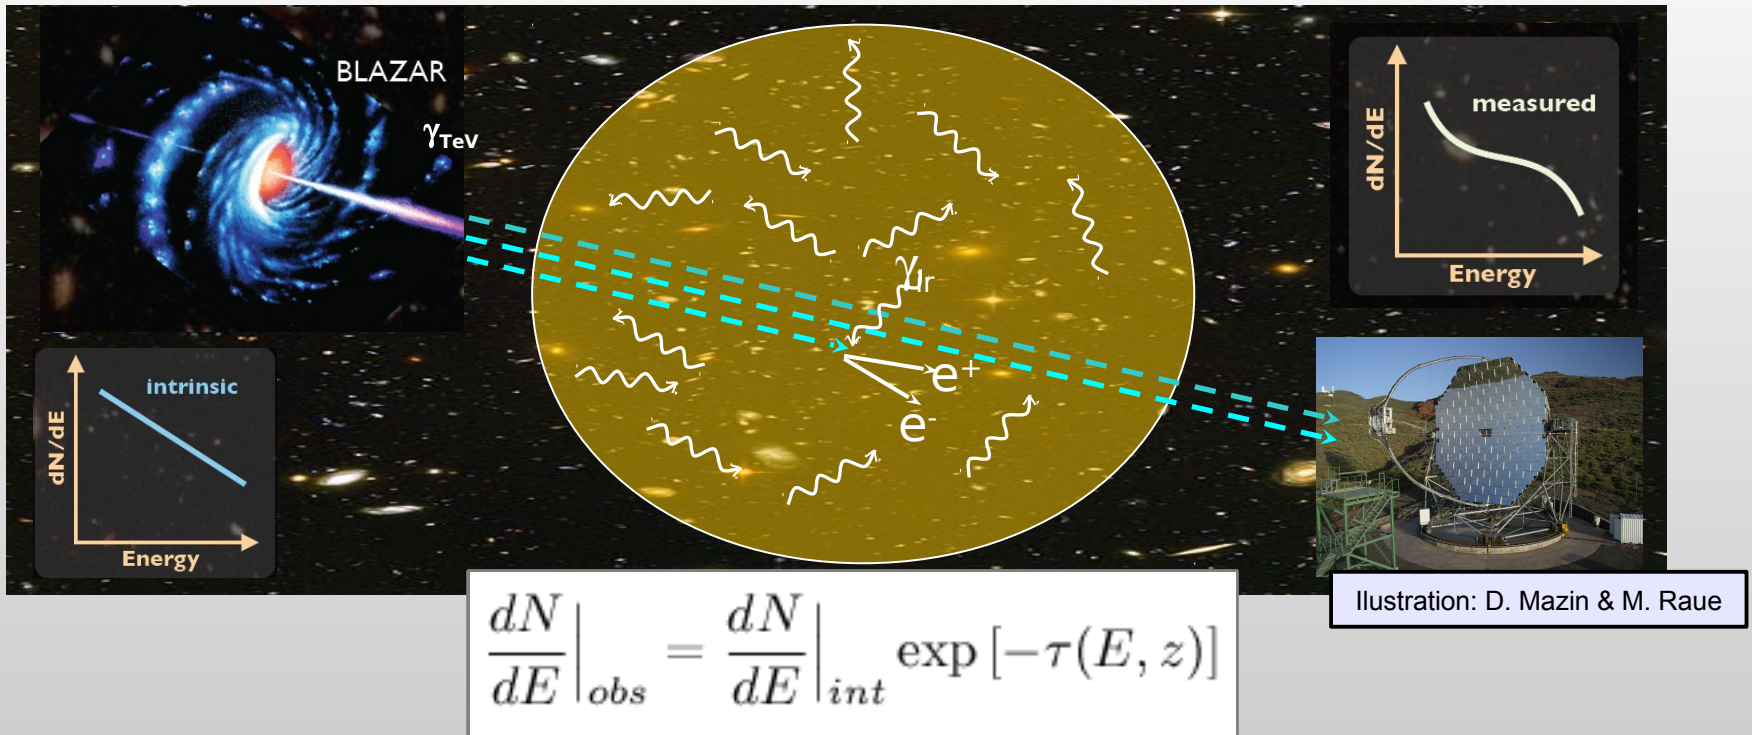 BLAZAR
γTeV
intrinsic
dN/dE
Energy
γIr
e+
e-
measured
dN/dE
Energy
Ilustration: D. Mazin & M. Raue
dN/dE|obs = dN/dE|int exp [−τ(E, z)]